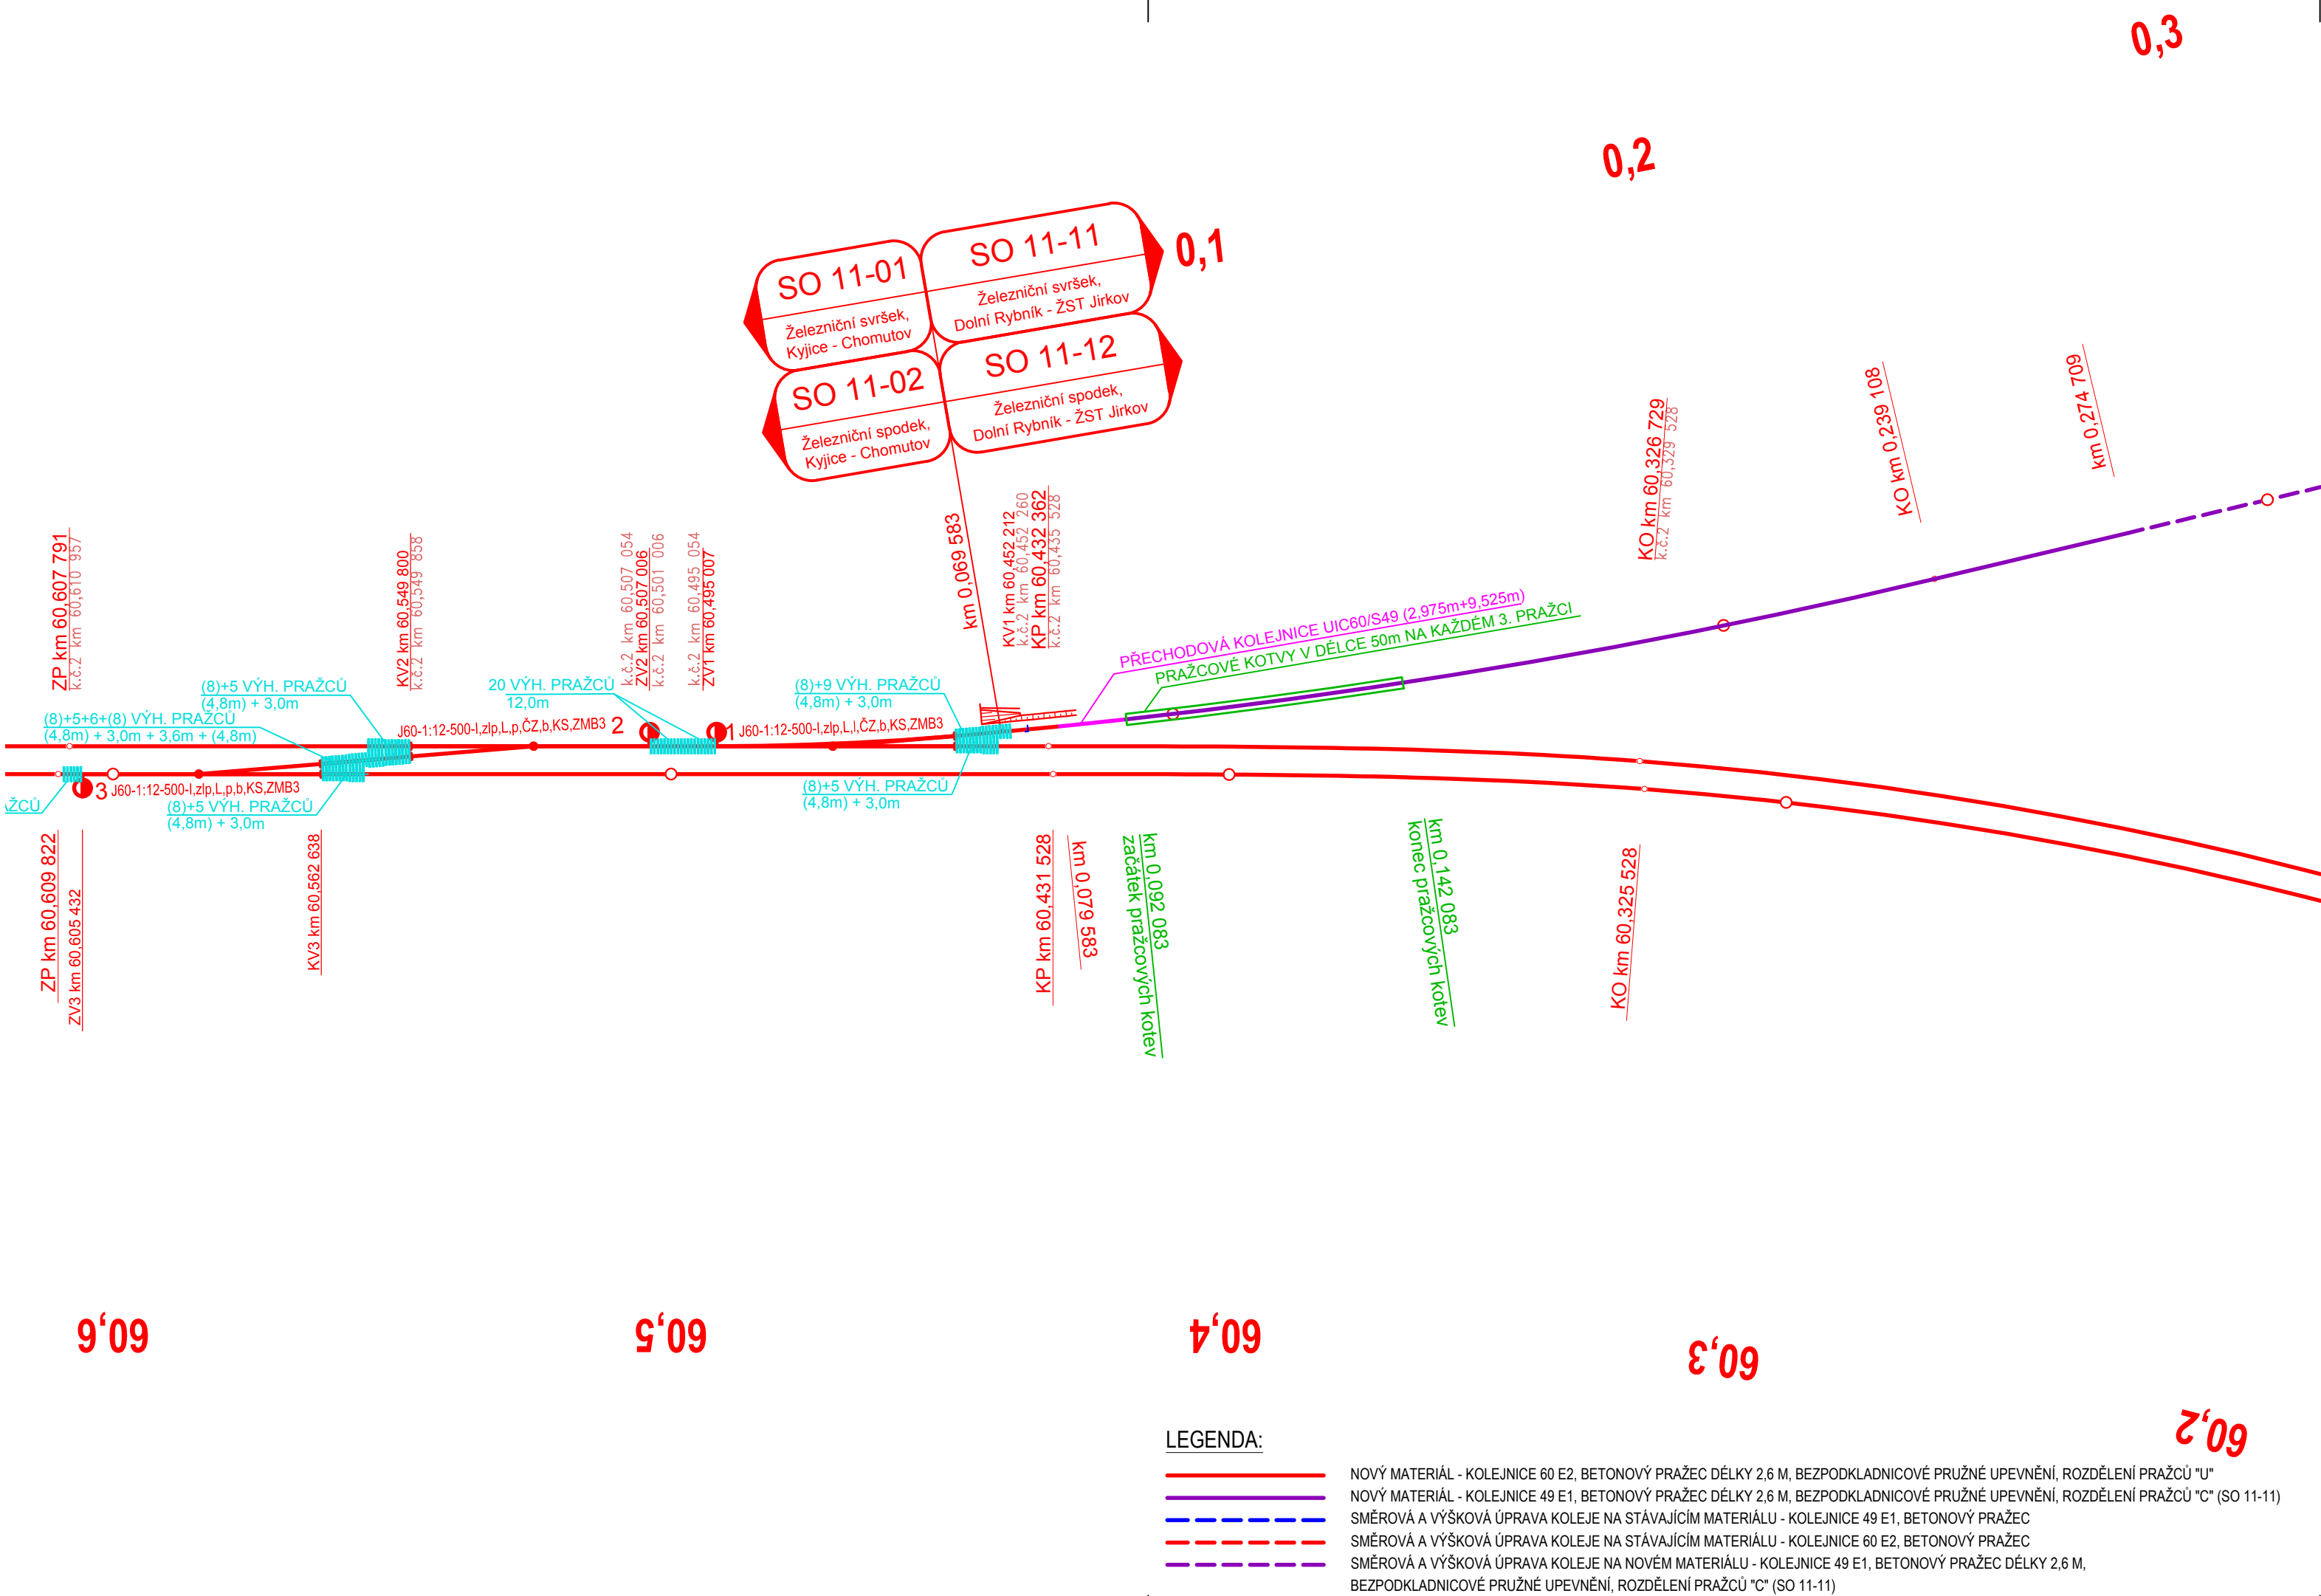 0,3
0,2
0,1
SO 11-01
Železniční svršek,
Kyjice - Chomutov
SO 11-11
Železniční svršek,
Dolní Rybník - ŽST Jirkov
SO 11-02
Železniční spodek,
Kyjice - Chomutov
SO 11-12
Železniční spodek,
Dolní Rybník - ŽST Jirkov
ZP km 60,607 791
k.č.2 km 60,610 957
KV2 km 60,549 800
k.č.2 km 60,549 858
k.č.2 km 60,507 054
ZV2 km 60,507 006
k.č.2 km 60,501 006
k.č.2 km 60,495 054
ZV1 km 60,495 007
km 0,069 583
KV1 km 60,452 212
k.č.2 km 60,452 260
KP km 60,432 362
k.č.2 km 60,435 528
KO km 60,326 729
k.č.2 km 60,329 528
KO km 0,239 108
km 0,274 709
PŘECHODOVÁ KOLEJNICE UIC60/S49 (2,975m+9,525m)
PRAŽCOVÉ KOTVY V DÉLCE 50m NA KAŽDÉM 3. PRAŽCI
(8)+5 VÝH. PRAŽCŮ
(4,8m) + 3,0m
20 VÝH. PRAŽCŮ
12,0m
(8)+9 VÝH. PRAŽCŮ
(4,8m) + 3,0m
(8)+5+6+(8) VÝH. PRAŽCŮ
(4,8m) + 3,0m + 3,6m + (4,8m)
J60-1:12-500-I,zlp,L,p,ČZ,b,KS,ZMB3 2
1 J60-1:12-500-I,zlp,L,l,ČZ,b,KS,ZMB3
3 J60-1:12-500-I,zlp,L,p,b,KS,ZMB3
(8)+5 VÝH. PRAŽCŮ
(4,8m) + 3,0m
(8)+5 VÝH. PRAŽCŮ
(4,8m) + 3,0m
ZP km 60,609 822
ZV3 km 60,605 432
KV3 km 60,562 638
KP km 60,431 528
km 0,079 583
km 0,092 083
začátek pražcových kotev
km 0,142 083
konec pražcových kotev
KO km 60,325 528
60,6
60,5
60,4
60,3
60,2
LEGENDA:
NOVÝ MATERIÁL - KOLEJNICE 60 E2, BETONOVÝ PRAŽEC DÉLKY 2,6 M, BEZPODKLADNICOVÉ PRUŽNÉ UPEVNĚNÍ, ROZDĚLENÍ PRAŽCŮ "U"
NOVÝ MATERIÁL - KOLEJNICE 49 E1, BETONOVÝ PRAŽEC DÉLKY 2,6 M, BEZPODKLADNICOVÉ PRUŽNÉ UPEVNĚNÍ, ROZDĚLENÍ PRAŽCŮ "C" (SO 11-11)
SMĚROVÁ A VÝŠKOVÁ ÚPRAVA KOLEJE NA STÁVAJÍCÍM MATERIÁLU - KOLEJNICE 49 E1, BETONOVÝ PRAŽEC
SMĚROVÁ A VÝŠKOVÁ ÚPRAVA KOLEJE NA STÁVAJÍCÍM MATERIÁLU - KOLEJNICE 60 E2, BETONOVÝ PRAŽEC
SMĚROVÁ A VÝŠKOVÁ ÚPRAVA KOLEJE NA NOVÉM MATERIÁLU - KOLEJNICE 49 E1, BETONOVÝ PRAŽEC DÉLKY 2,6 M,
BEZPODKLADNICOVÉ PRUŽNÉ UPEVNĚNÍ, ROZDĚLENÍ PRAŽCŮ "C" (SO 11-11)